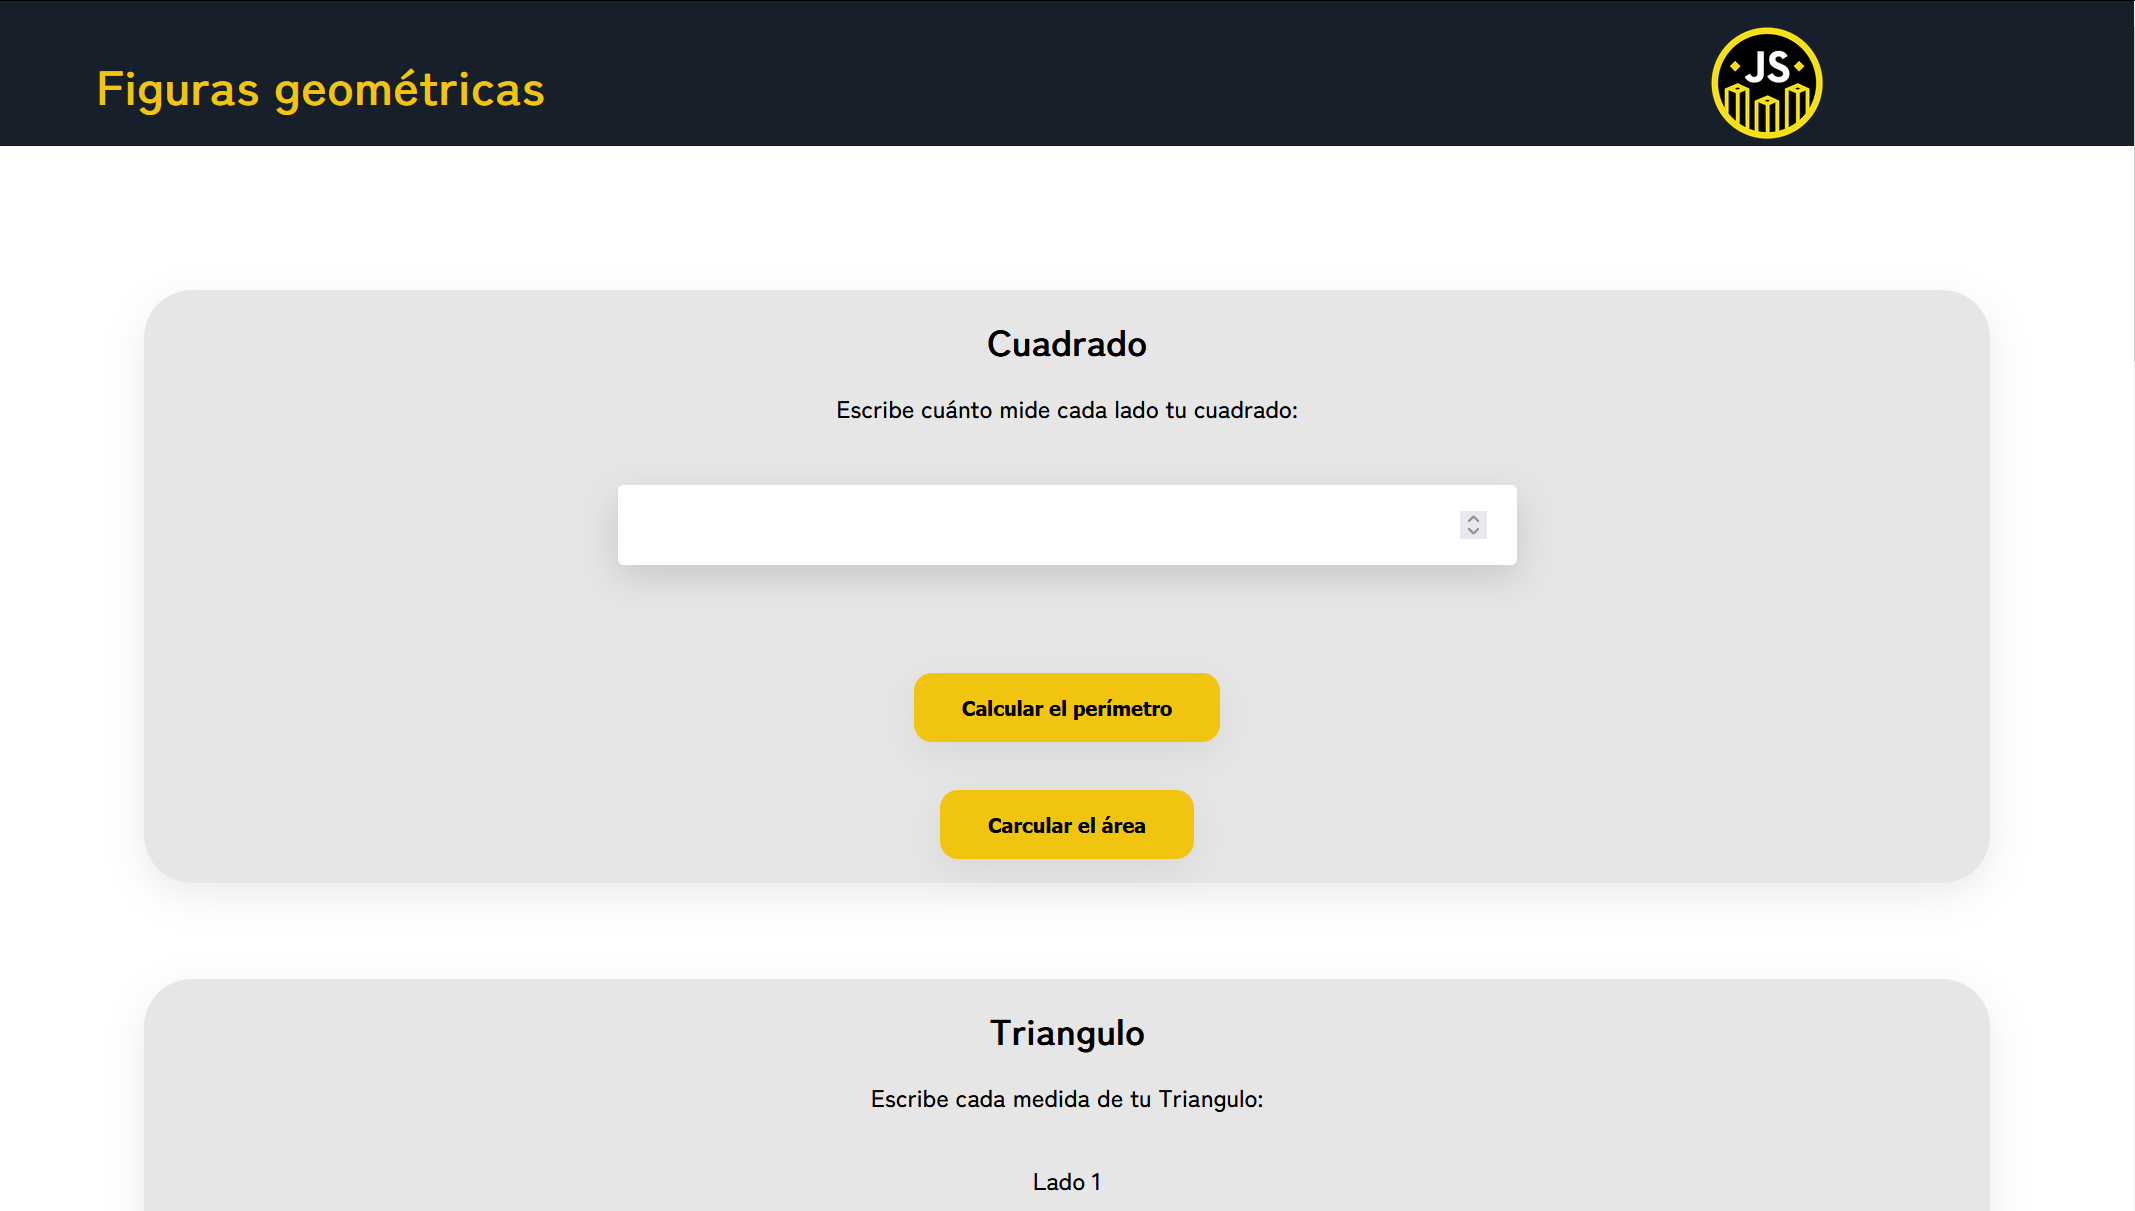 Figuras geométricas
JS
Cuadrado
Escribe cuánto mide cada lado tu cuadrado:
Calcular el perímetro
Carcular el área
Triangulo
Escribe cada medida de tu Triangulo:
Lado 1